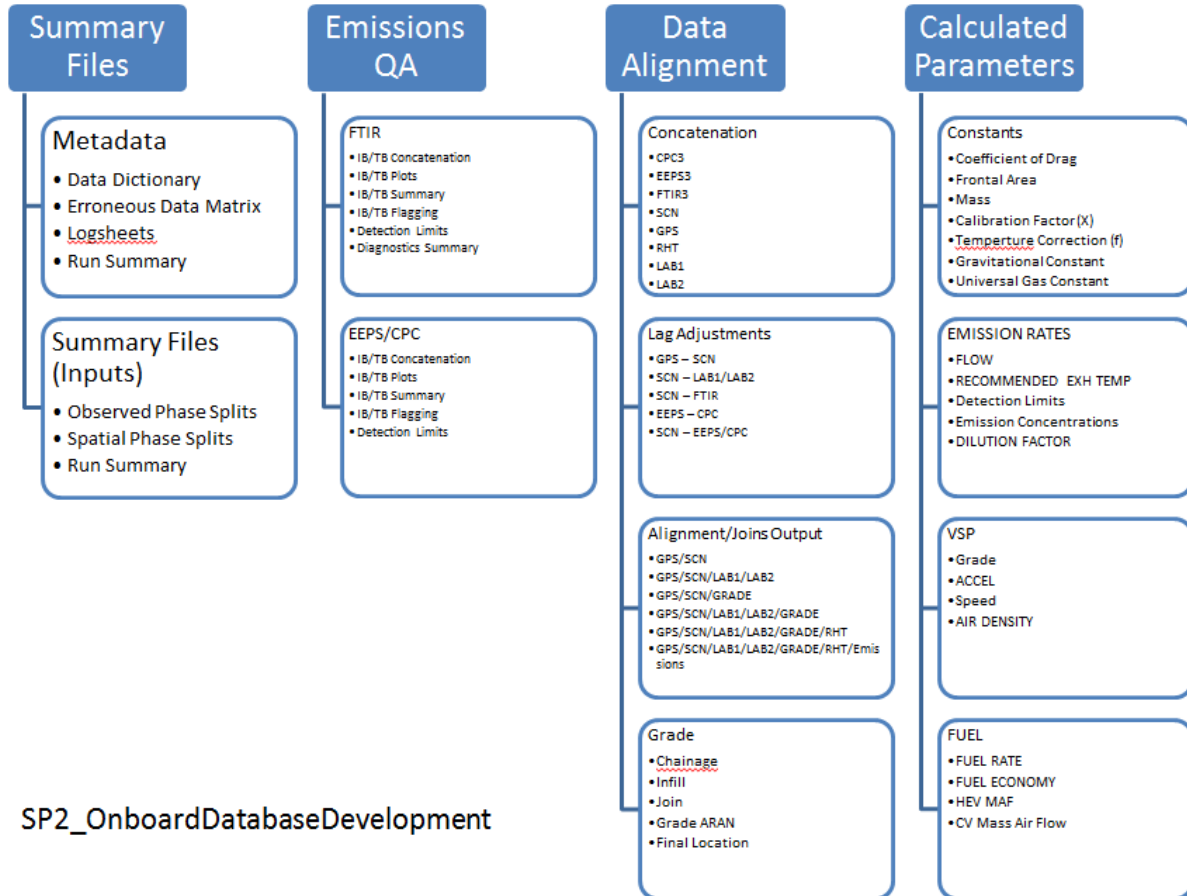 Summary
Files
Metadata
• Data Dictionary
• Erroneous Data Matrix
• Logsheets
• Run Summary
Summary Files
(Inputs)
• Observed Phase Splits
• Spatial Phase Splits
• Run Summary
Emissions
QA
FTIR
• IB/TB Concatenation
• IB/TB Plots
• IB/TB Summary
• IB/TB Flagging
• Detection Limits
• Diagnostics Summary
EEPS/CPC
• IB/TB Concatenation
• IB/TB Plots
• IB/TB Summary
• IB/TB Flagging
• Detection Limits
Data
Alignment
Concatenation
• CPC3
• EEPS3
• FTIR3
• SCN
• GPS
• RHT
• LAB1
• LAB2
Lag Adjustments
• GPS – SCN
• SCN – LAB1/LAB2
• SCN – FTIR
• EEPS – CPC
• SCN – EEPS/CPC
Alignment/Joins Output
• GPS/SCN
• GPS/SCN/LAB1/LAB2
• GPS/SCN/GRADE
• GPS/SCN/LAB1/LAB2/GRADE
• GPS/SCN/LAB1/LAB2/GRADE/RHT
• GPS/SCN/LAB1/LAB2/GRADE/RHT/Emis
sions
Grade
• Chainage
• Infill
• Join
• Grade ARAN
• Final Location
Calculated
Parameters
Constants
• Coefficient of Drag
• Frontal Area
• Mass
• Calibration Factor (X)
• Temperture Correction (f)
• Gravitational Constant
• Universal Gas Constant
EMISSION RATES
• FLOW
• RECOMMENDED EXH TEMP
• Detection Limits
• Emission Concentrations
• DILUTION FACTOR
VSP
• Grade
• ACCEL
• Speed
• AIR DENSITY
FUEL
• FUEL RATE
• FUEL ECONOMY
• HEV MAF
• CV Mass Air Flow
SP2_OnboardDatabaseDevelopment